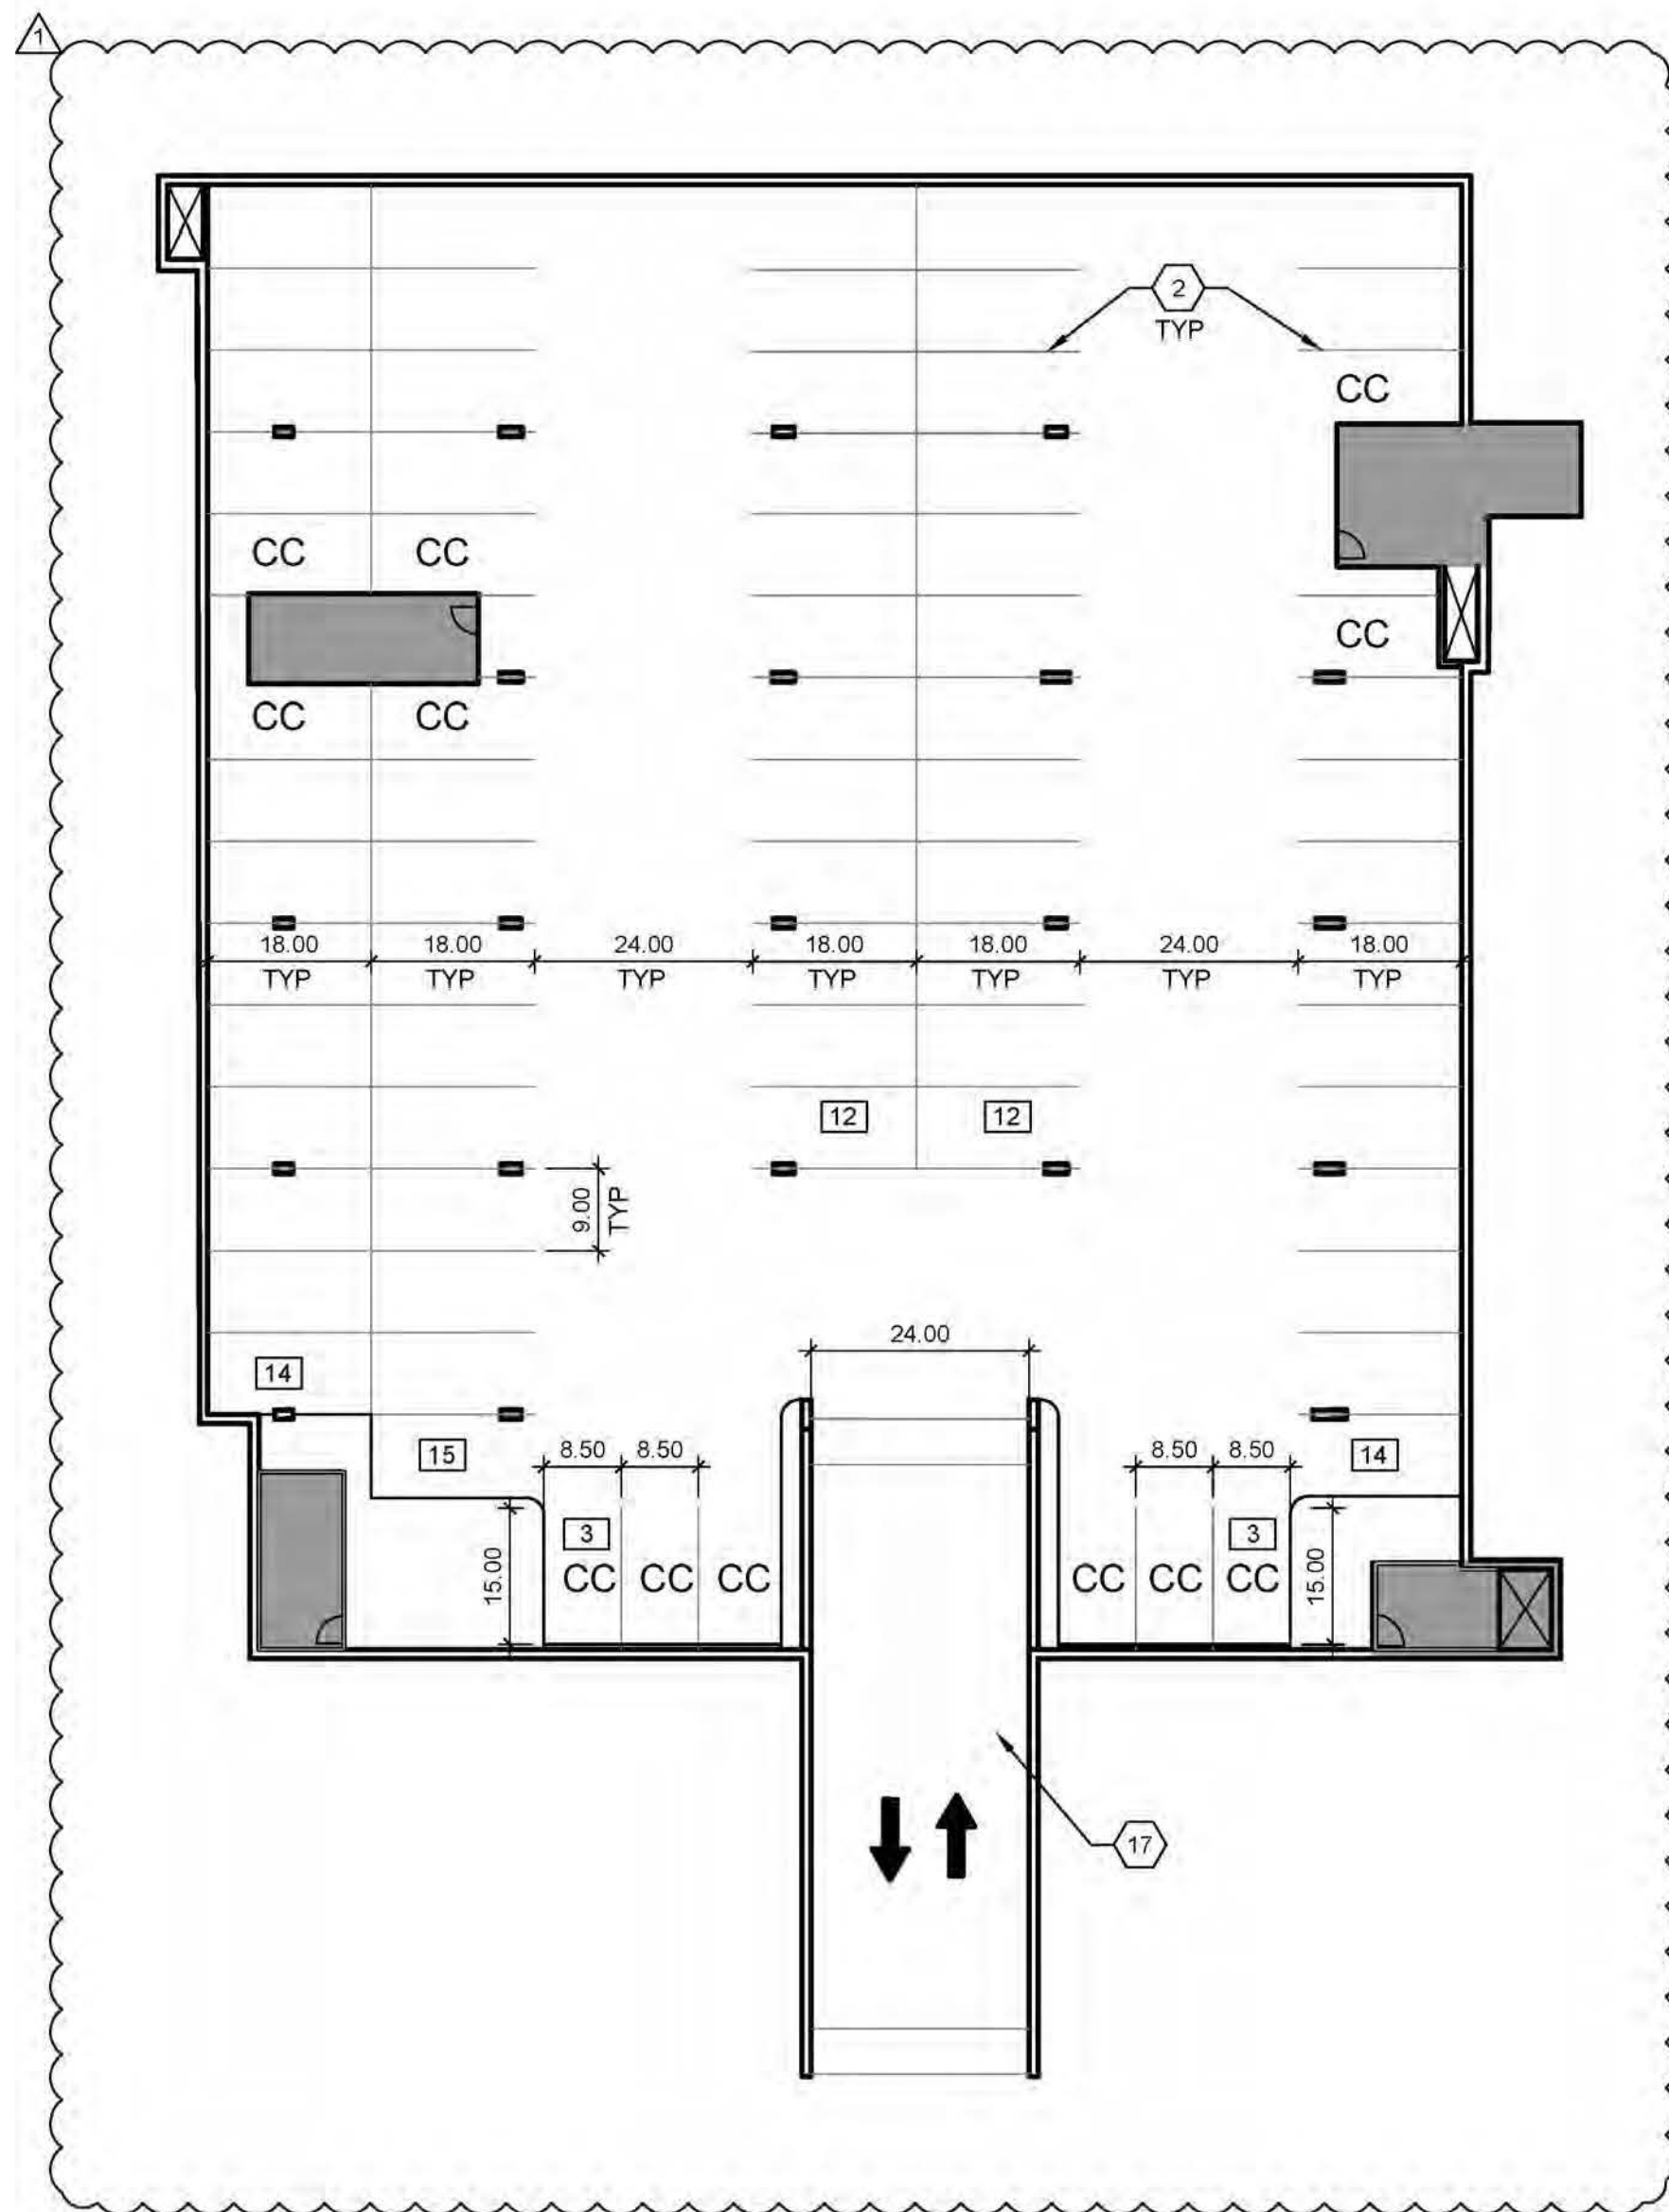 1
2
TYP
CC
CC CC
CC
CC CC
18.00 18.00 24.00 18.00 18.00 24.00 18.00
TYP TYP TYP TYP TYP TYP TYP
12 12
9.00
TYP
24.00
14
15 8.50 8.50 8.50 8.50 14
3 3
15.00 CC CC CC CC CC CC 15.00
17